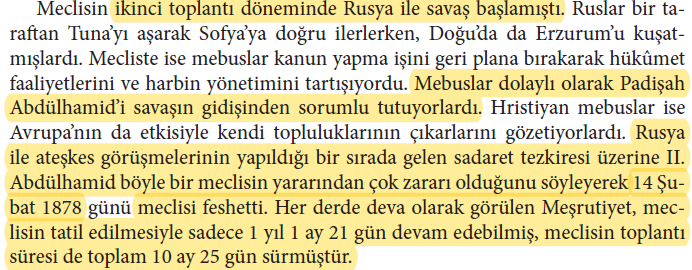 Meclisin ikinci toplantı döneminde Rusya ile savaş başlamıştı. Ruslar bir ta-
raftan Tuna’yı aşarak Sofya’ya doğru ilerlerken, Doğu’da da Erzurum’u kuşat-
mışlardı. Mecliste ise mebuslar kanun yapma işini geri plana bırakarak hükûmet
faaliyetlerini ve harbin yönetimini tartışıyordu. Mebuslar dolaylı olarak Padişah
Abdülhamid’i savaşın gidişinden sorumlu tutuyorlardı. Hristiyan mebuslar ise
Avrupa’nın da etkisiyle kendi topluluklarının çıkarlarını gözetiyorlardı. Rusya
ile ateşkes görüşmelerinin yapıldığı bir sırada gelen sadaret tezkiresi üzerine II.
Abdülhamid böyle bir meclisin yararından çok zararı olduğunu söyleyerek 14 Şu-
bat 1878 günü meclisi feshetti. Her derde deva olarak görülen Meşrutiyet, mec-
lisin tatil edilmesiyle sadece 1 yıl 1 ay 21 gün devam edebilmiş, meclisin toplantı
süresi de toplam 10 ay 25 gün sürmüştür.